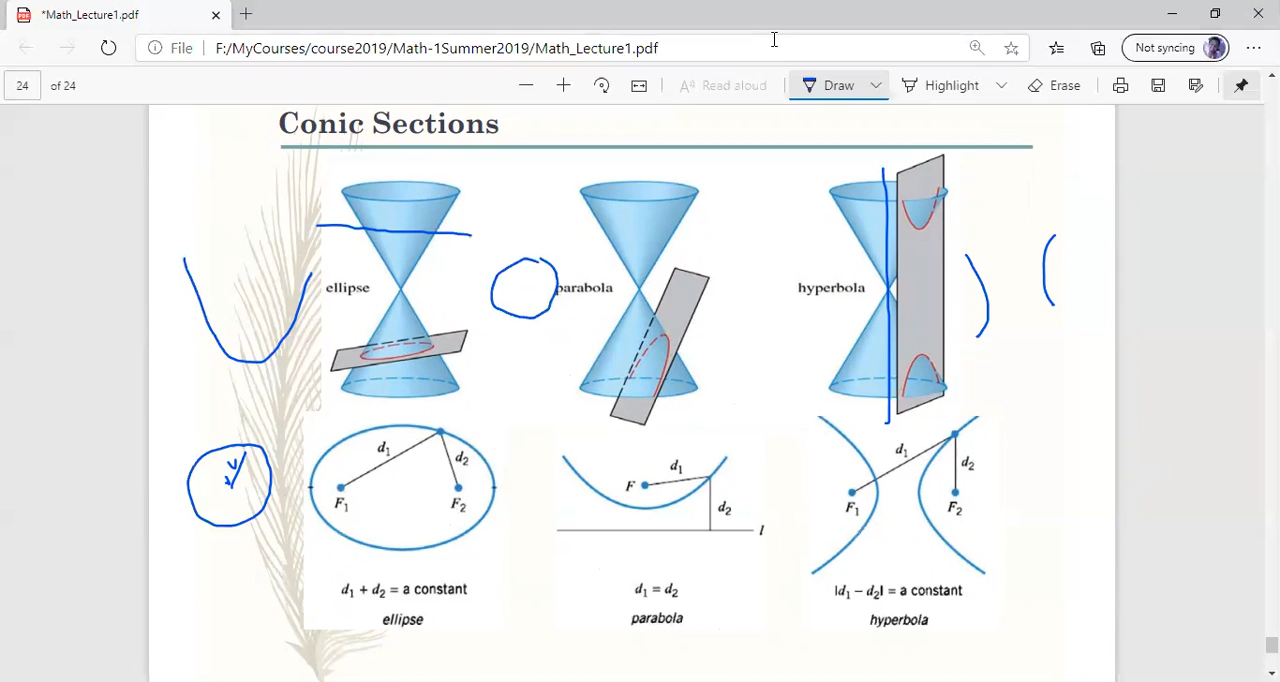 *Math_Lecture1.pdf
File F:/MyCourses/course2019/Math-1Summer2019/Math_Lecture1.pdf Not syncing
24 of 24 Read aloud Draw Highlight Erase
Conic Sections
ellipse parabola hyperbola
d₁ d₂ F₁ F₂
d₁ F d₂ l
d₁ d₂ F₁ F₂
d₁ + d₂ = a constant d₁ = d₂ |d₁ − d₂| = a constant
ellipse parabola hyperbola